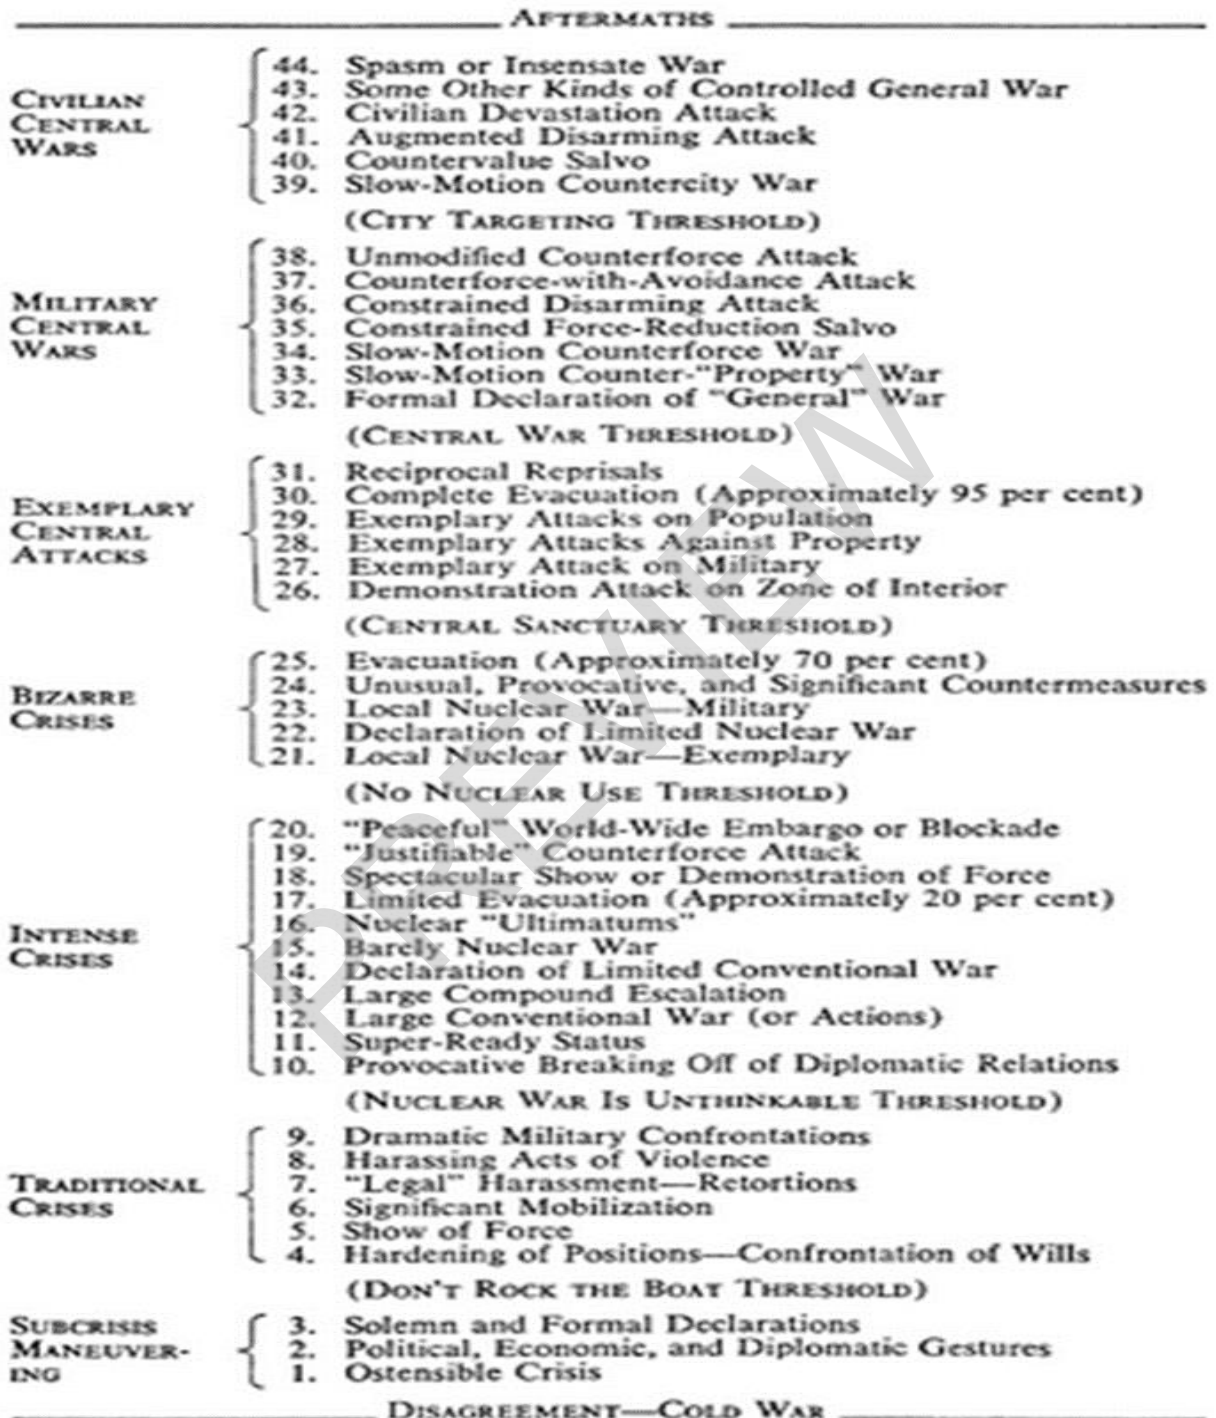 AFTERMATHS
CIVILIAN
CENTRAL
WARS
44. Spasm or Insensate War
43. Some Other Kinds of Controlled General War
42. Civilian Devastation Attack
41. Augmented Disarming Attack
40. Countervalue Salvo
39. Slow-Motion Countercity War
(CITY TARGETING THRESHOLD)
MILITARY
CENTRAL
WARS
38. Unmodified Counterforce Attack
37. Counterforce-with-Avoidance Attack
36. Constrained Disarming Attack
35. Constrained Force-Reduction Salvo
34. Slow-Motion Counterforce War
33. Slow-Motion Counter-"Property" War
32. Formal Declaration of "General" War
(CENTRAL WAR THRESHOLD)
EXEMPLARY
CENTRAL
ATTACKS
31. Reciprocal Reprisals
30. Complete Evacuation (Approximately 95 per cent)
29. Exemplary Attacks on Population
28. Exemplary Attacks Against Property
27. Exemplary Attack on Military
26. Demonstration Attack on Zone of Interior
(CENTRAL SANCTUARY THRESHOLD)
BIZARRE
CRISES
25. Evacuation (Approximately 70 per cent)
24. Unusual, Provocative, and Significant Countermeasures
23. Local Nuclear War—Military
22. Declaration of Limited Nuclear War
21. Local Nuclear War—Exemplary
(NO NUCLEAR USE THRESHOLD)
INTENSE
CRISES
20. "Peaceful" World-Wide Embargo or Blockade
19. "Justifiable" Counterforce Attack
18. Spectacular Show or Demonstration of Force
17. Limited Evacuation (Approximately 20 per cent)
16. Nuclear "Ultimatums"
15. Barely Nuclear War
14. Declaration of Limited Conventional War
13. Large Compound Escalation
12. Large Conventional War (or Actions)
11. Super-Ready Status
10. Provocative Breaking Off of Diplomatic Relations
(NUCLEAR WAR IS UNTHINKABLE THRESHOLD)
TRADITIONAL
CRISES
9. Dramatic Military Confrontations
8. Harassing Acts of Violence
7. "Legal" Harassment—Retortions
6. Significant Mobilization
5. Show of Force
4. Hardening of Positions—Confrontation of Wills
(DON'T ROCK THE BOAT THRESHOLD)
SUBCRISIS
MANEUVER-
ING
3. Solemn and Formal Declarations
2. Political, Economic, and Diplomatic Gestures
1. Ostensible Crisis
DISAGREEMENT—COLD WAR
PREVIEW